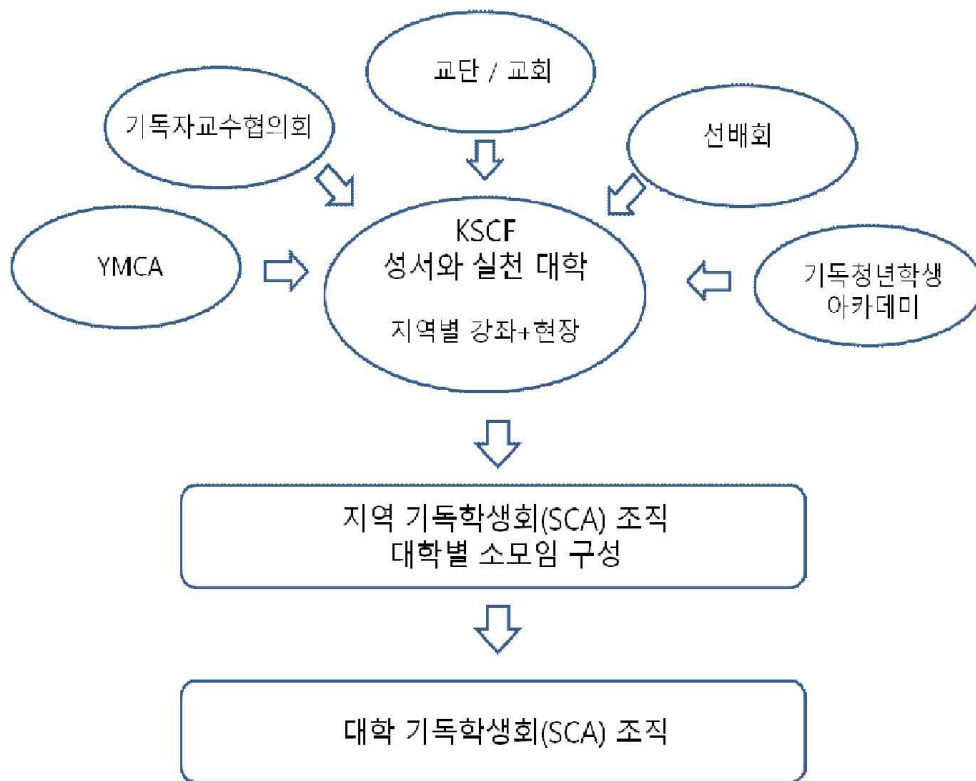 교단 / 교회
기독자교수협의회
선배회
YMCA
KSCF
성서와 실천 대학
지역별 강좌+현장
기독청년학생
아카데미
지역 기독학생회(SCA) 조직
대학별 소모임 구성
대학 기독학생회(SCA) 조직